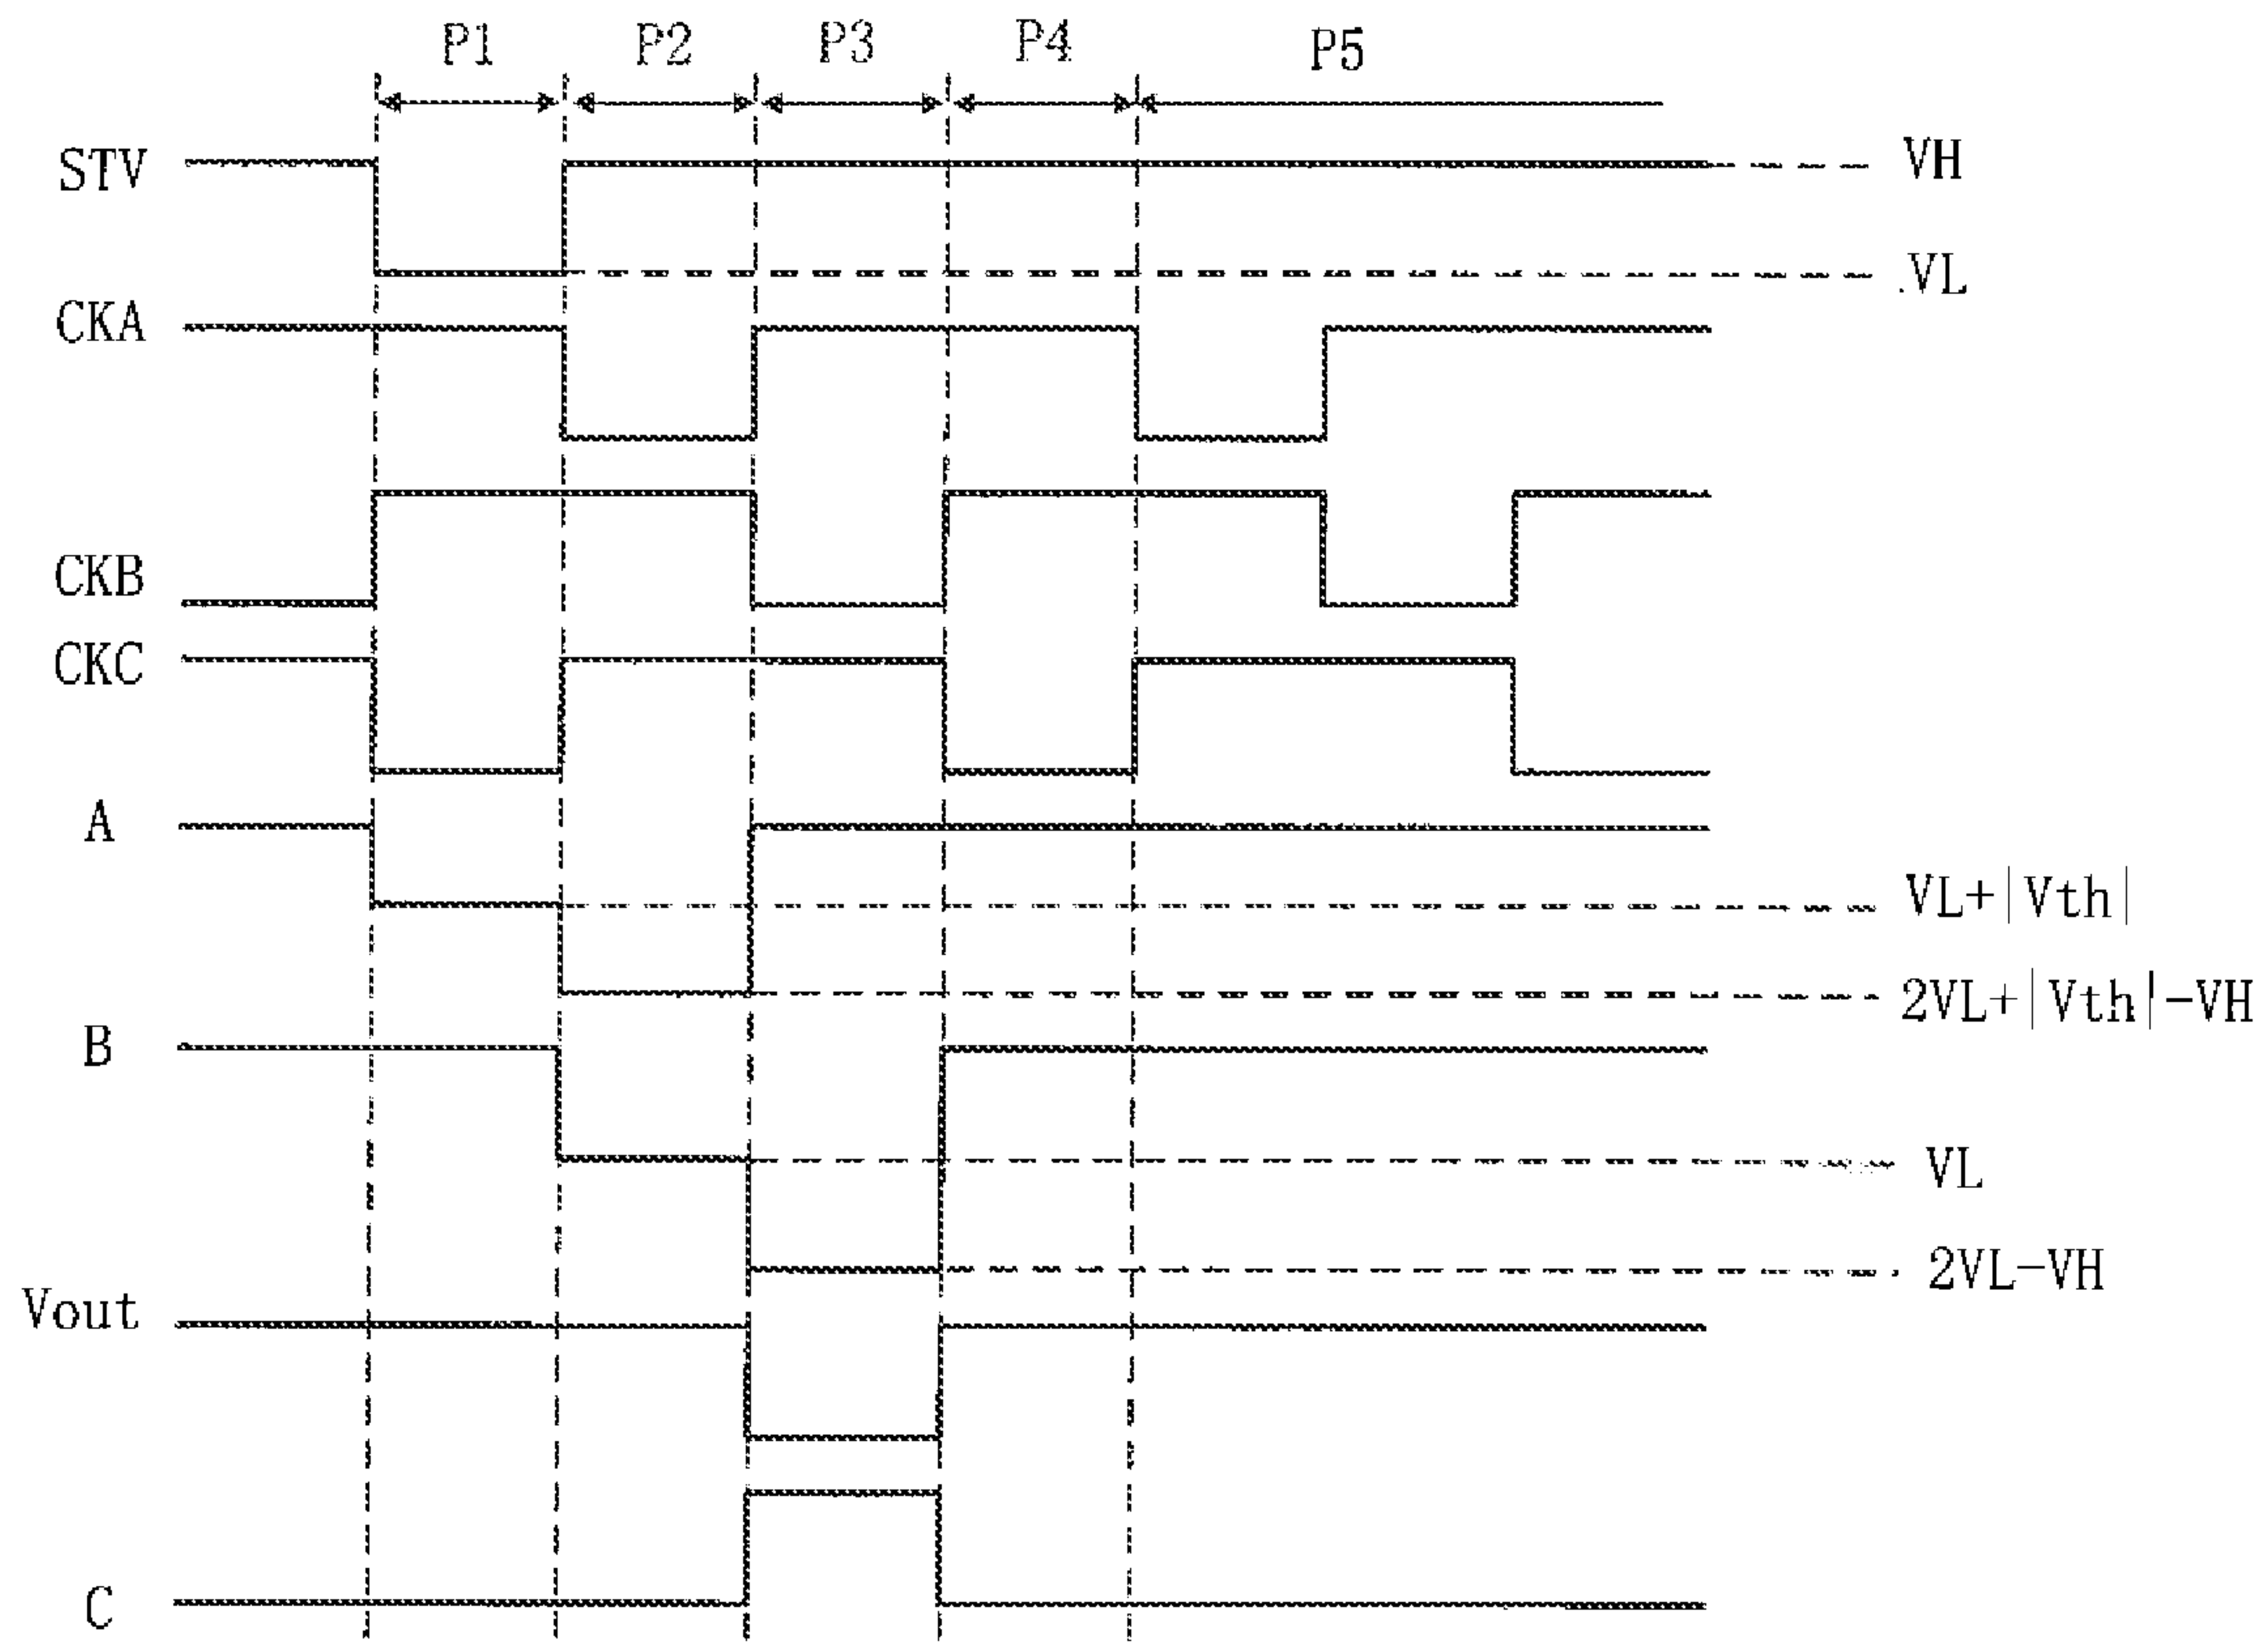 P1 P2 P3 P4 P5
STV
VH
.VL
CKA
CKB
CKC
A
VL+|Vth|
2VL+|Vth|-VH
B
VL
2VL-VH
Vout
C